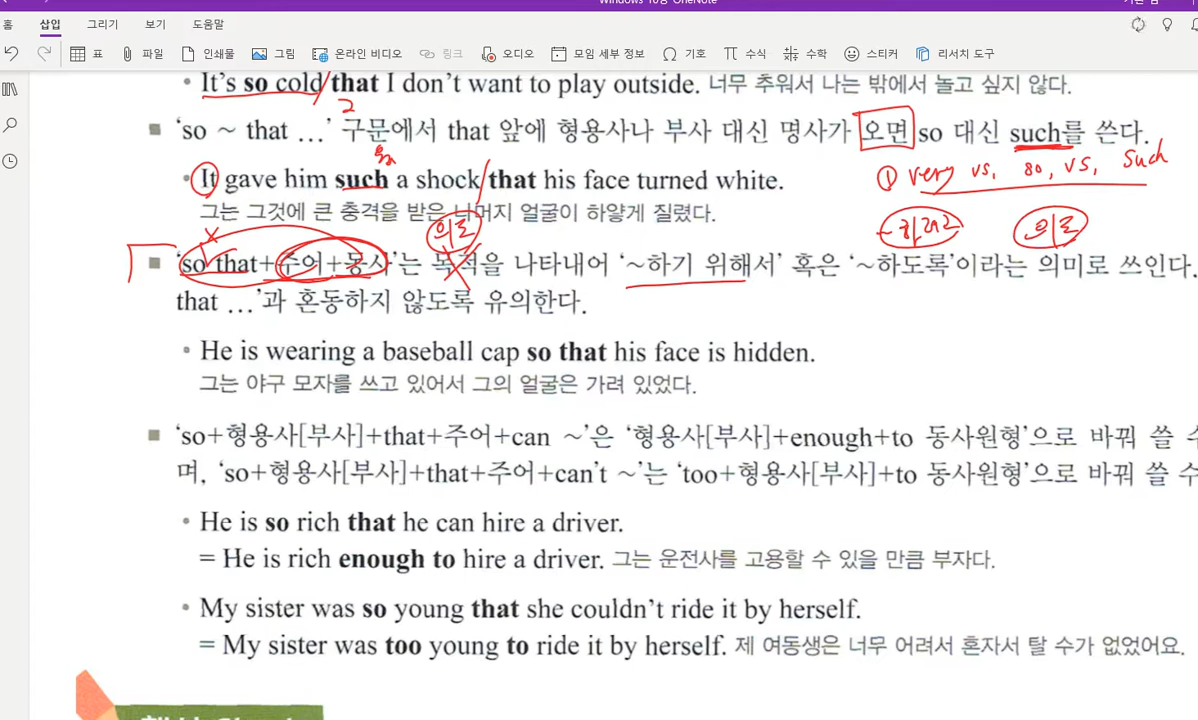 Windows 10용 OneNote
홈 삽입 그리기 보기 도움말
표 파일 인쇄물 그림 온라인 비디오 링크 오디오 모임 세부 정보 기호 수식 수학 스티커 리서치 도구
• It's so cold that I don't want to play outside. 너무 추워서 나는 밖에서 놀고 싶지 않다.
2
■ ‘so ~ that …’ 구문에서 that 앞에 형용사나 부사 대신 명사가 오면 so 대신 such를 쓴다.
① very vs, so, vs, such
• It gave him such a shock that his face turned white.
그는 그것에 큰 충격을 받은 나머지 얼굴이 하얗게 질렸다.
의도 ~하려고 의도
■ ‘so that+주어+동사’는 목적을 나타내어 ‘~하기 위해서’ 혹은 ‘~하도록’이라는 의미로 쓰인다.
that …’과 혼동하지 않도록 유의한다.
• He is wearing a baseball cap so that his face is hidden.
그는 야구 모자를 쓰고 있어서 그의 얼굴은 가려 있었다.
■ ‘so+형용사[부사]+that+주어+can ~’은 ‘형용사[부사]+enough+to 동사원형’으로 바꿔 쓸
며, ‘so+형용사[부사]+that+주어+can't ~’는 ‘too+형용사[부사]+to 동사원형’으로 바꿔 쓸 수
• He is so rich that he can hire a driver.
= He is rich enough to hire a driver. 그는 운전사를 고용할 수 있을 만큼 부자다.
• My sister was so young that she couldn't ride it by herself.
= My sister was too young to ride it by herself. 제 여동생은 너무 어려서 혼자서 탈 수가 없었어요.